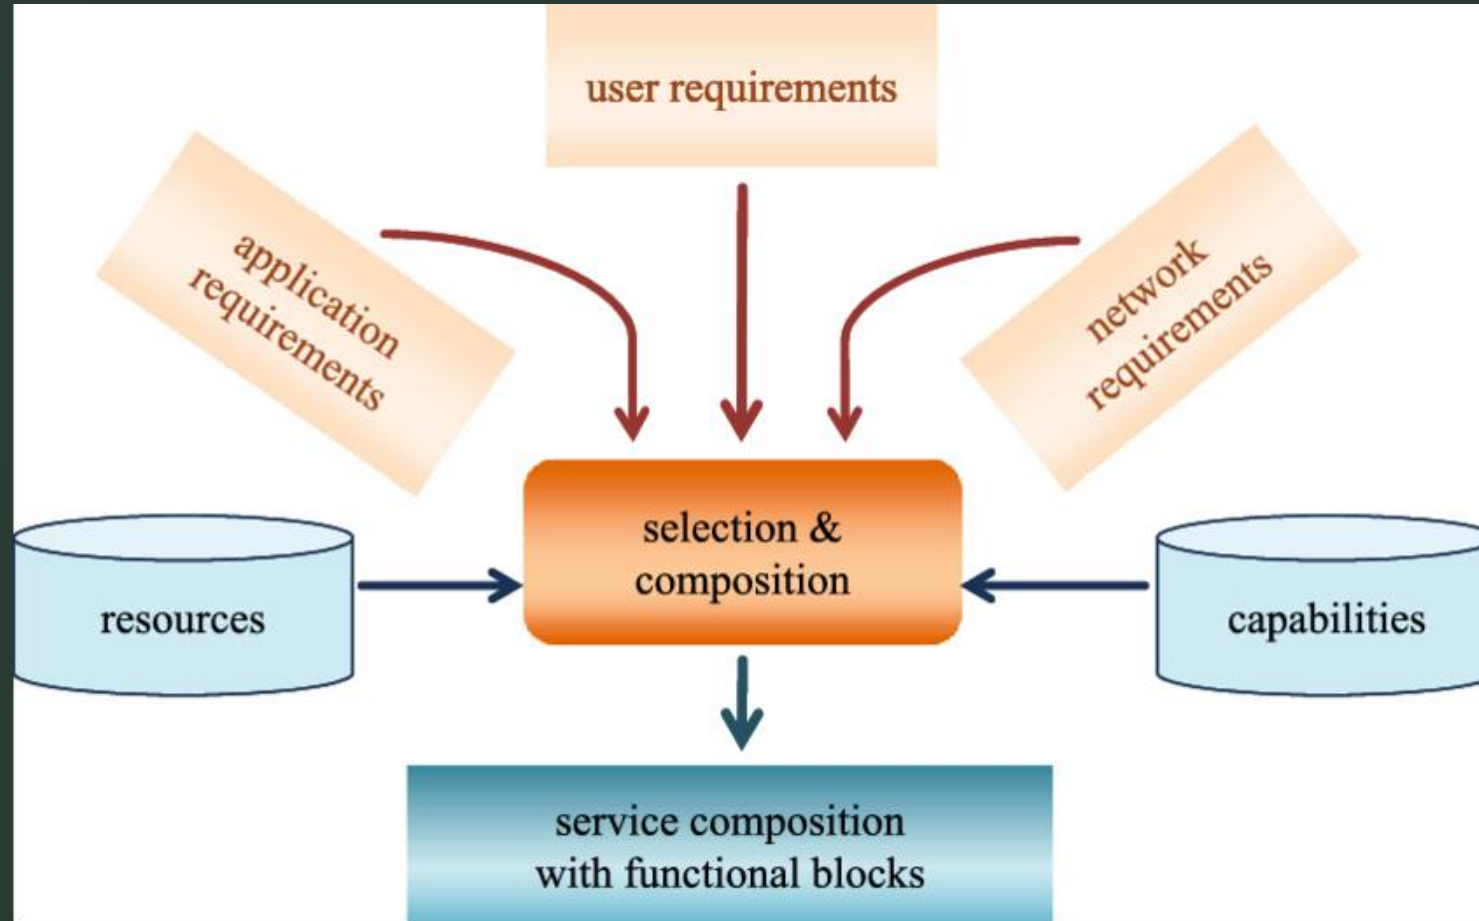 user requirements
application
requirements
network
requirements
selection &
composition
resources
capabilities
service composition
with functional blocks